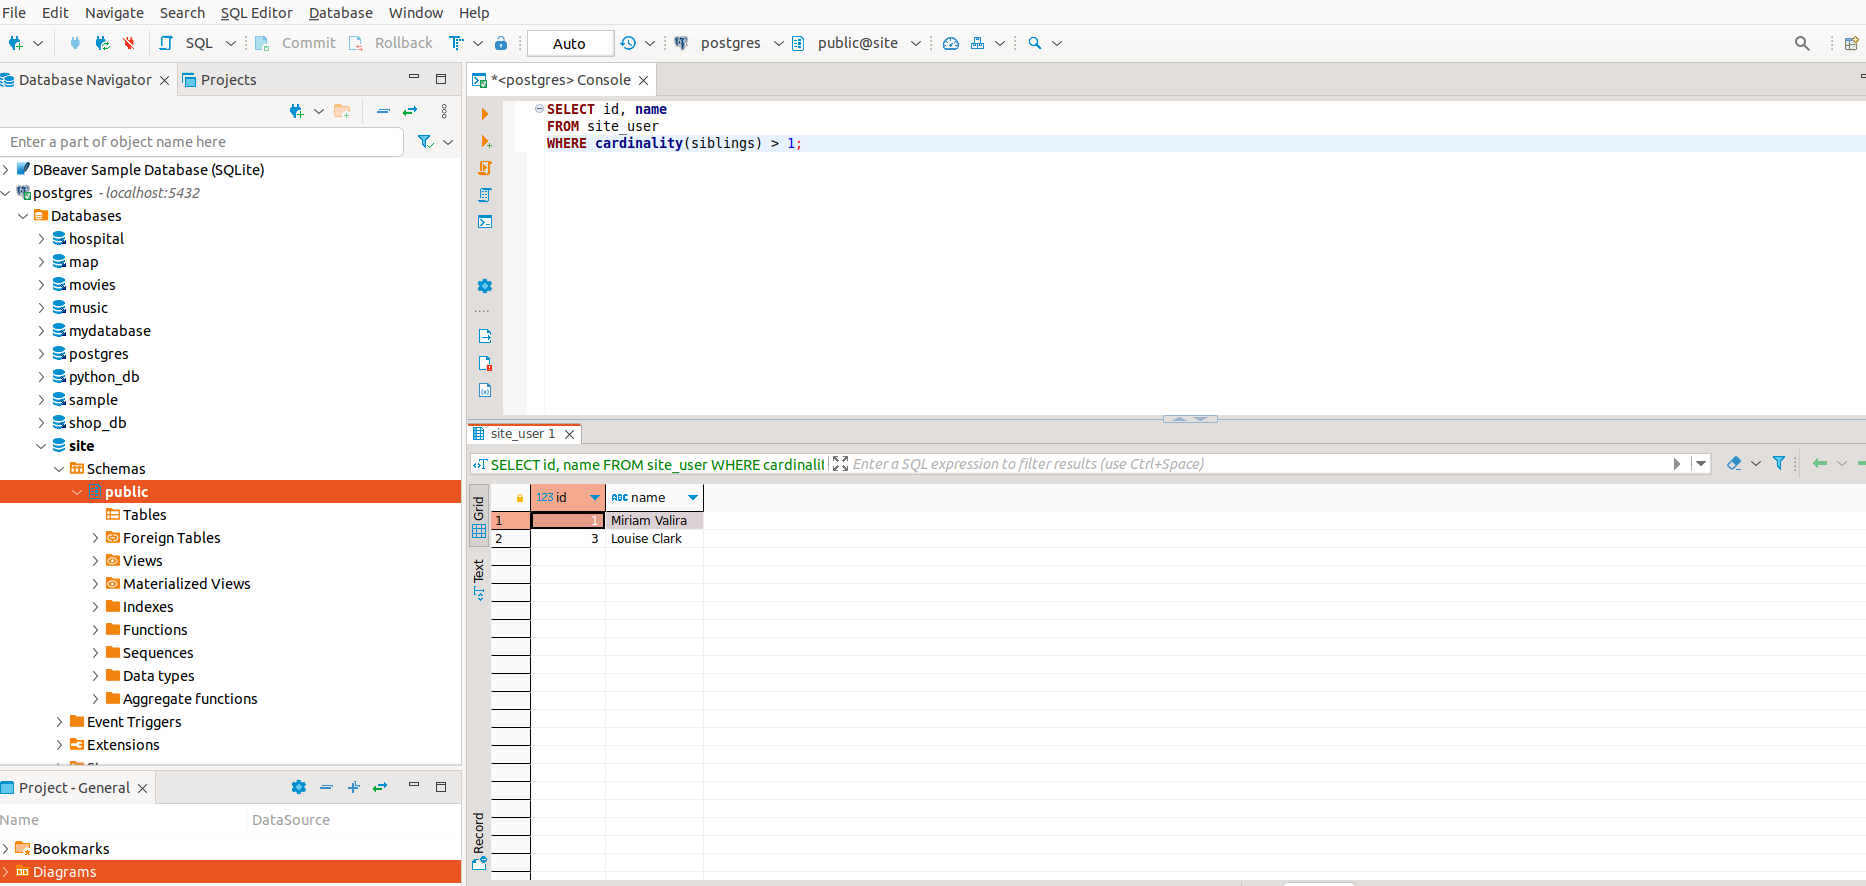 File Edit Navigate Search SQL Editor Database Window Help
SQL Commit Rollback Auto postgres public@site
Database Navigator Projects
Enter a part of object name here
DBeaver Sample Database (SQLite)
postgres - localhost:5432
Databases
hospital
map
movies
music
mydatabase
postgres
python_db
sample
shop_db
site
Schemas
public
Tables
Foreign Tables
Views
Materialized Views
Indexes
Functions
Sequences
Data types
Aggregate functions
Event Triggers
Extensions
Project - General
Name DataSource
Bookmarks
Diagrams
*<postgres> Console
SELECT id, name
FROM site_user
WHERE cardinality(siblings) > 1;
site_user 1
SELECT id, name FROM site_user WHERE cardinalit Enter a SQL expression to filter results (use Ctrl+Space)
Grid
Text
Record
123 id ABC name
1 1 Miriam Valira
2 3 Louise Clark